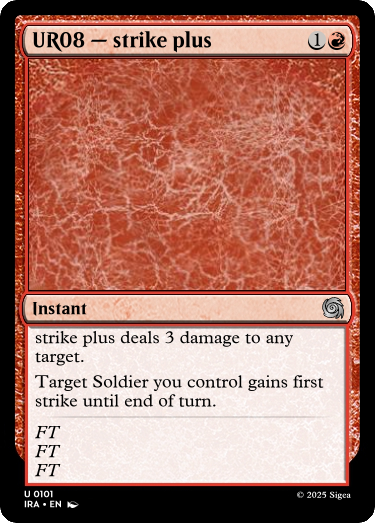 UR08 — strike plus
1
Instant
strike plus deals 3 damage to any
target.
Target Soldier you control gains first
strike until end of turn.
FT
FT
FT
U 0101
IRA • EN
© 2025 Sigea